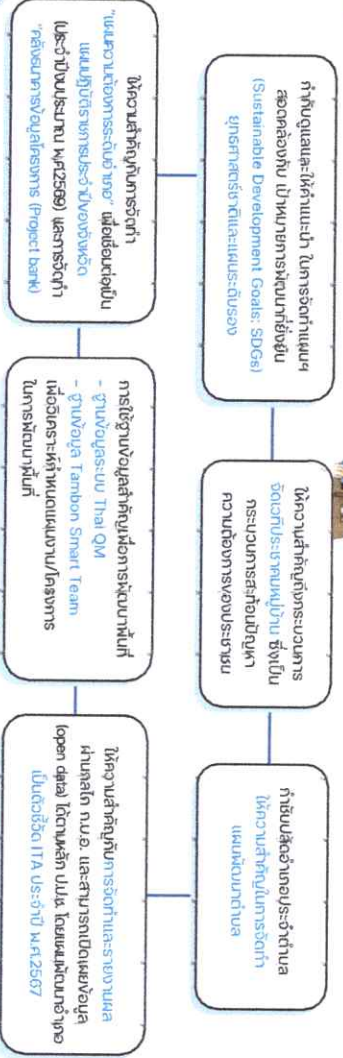 กำกับดูแลและให้คำแนะนำ ในการจัดทำแผนฯ
สอดคล้องกับ เป้าหมายการพัฒนาที่ยั่งยืน
(Sustainable Development Goals: SDGs)
ยุทธศาสตร์ชาติและแผนระดับรอง
ให้ความสำคัญถึงกระบวนการ
จัดเวทีประชาคมหมู่บ้าน ซึ่งเป็น
กระบวนการสะท้อนปัญหา
ความต้องการของประชาชน
กำชับปลัดอำเภอประจำตำบล
ให้ความสำคัญในการจัดทำ
แผนพัฒนาตำบล
ให้ความสำคัญกับการจัดทำ
"แผนความต้องการระดับอำเภอ" เพื่อเชื่อมต่อเป็น
แผนปฏิบัติราชการประจำปีของจังหวัด
(ประจำปีงบประมาณ พ.ศ.2569) และการจัดทำ
"คลังธนาคารข้อมูลโครงการ (Project bank)
การใช้ฐานข้อมูลสำคัญเพื่อการพัฒนาพื้นที่
- ฐานข้อมูลระบบ Thai QM
- ฐานข้อมูล Tambon Smart Team
เพื่อวิเคราะห์กำหนดแผนงาน/โครงการ
ในการพัฒนาพื้นที่
ให้ความสำคัญกับการจัดทำและรายงานผล
ผ่านกลไก ก.บ.อ. และสามารถเปิดเผยข้อมูล
(open data) ได้ตามหลัก ป.ป.ช. โดยแผนพัฒนาอำเภอ
เป็นตัวชี้วัด ITA ประจำปี พ.ศ.2567